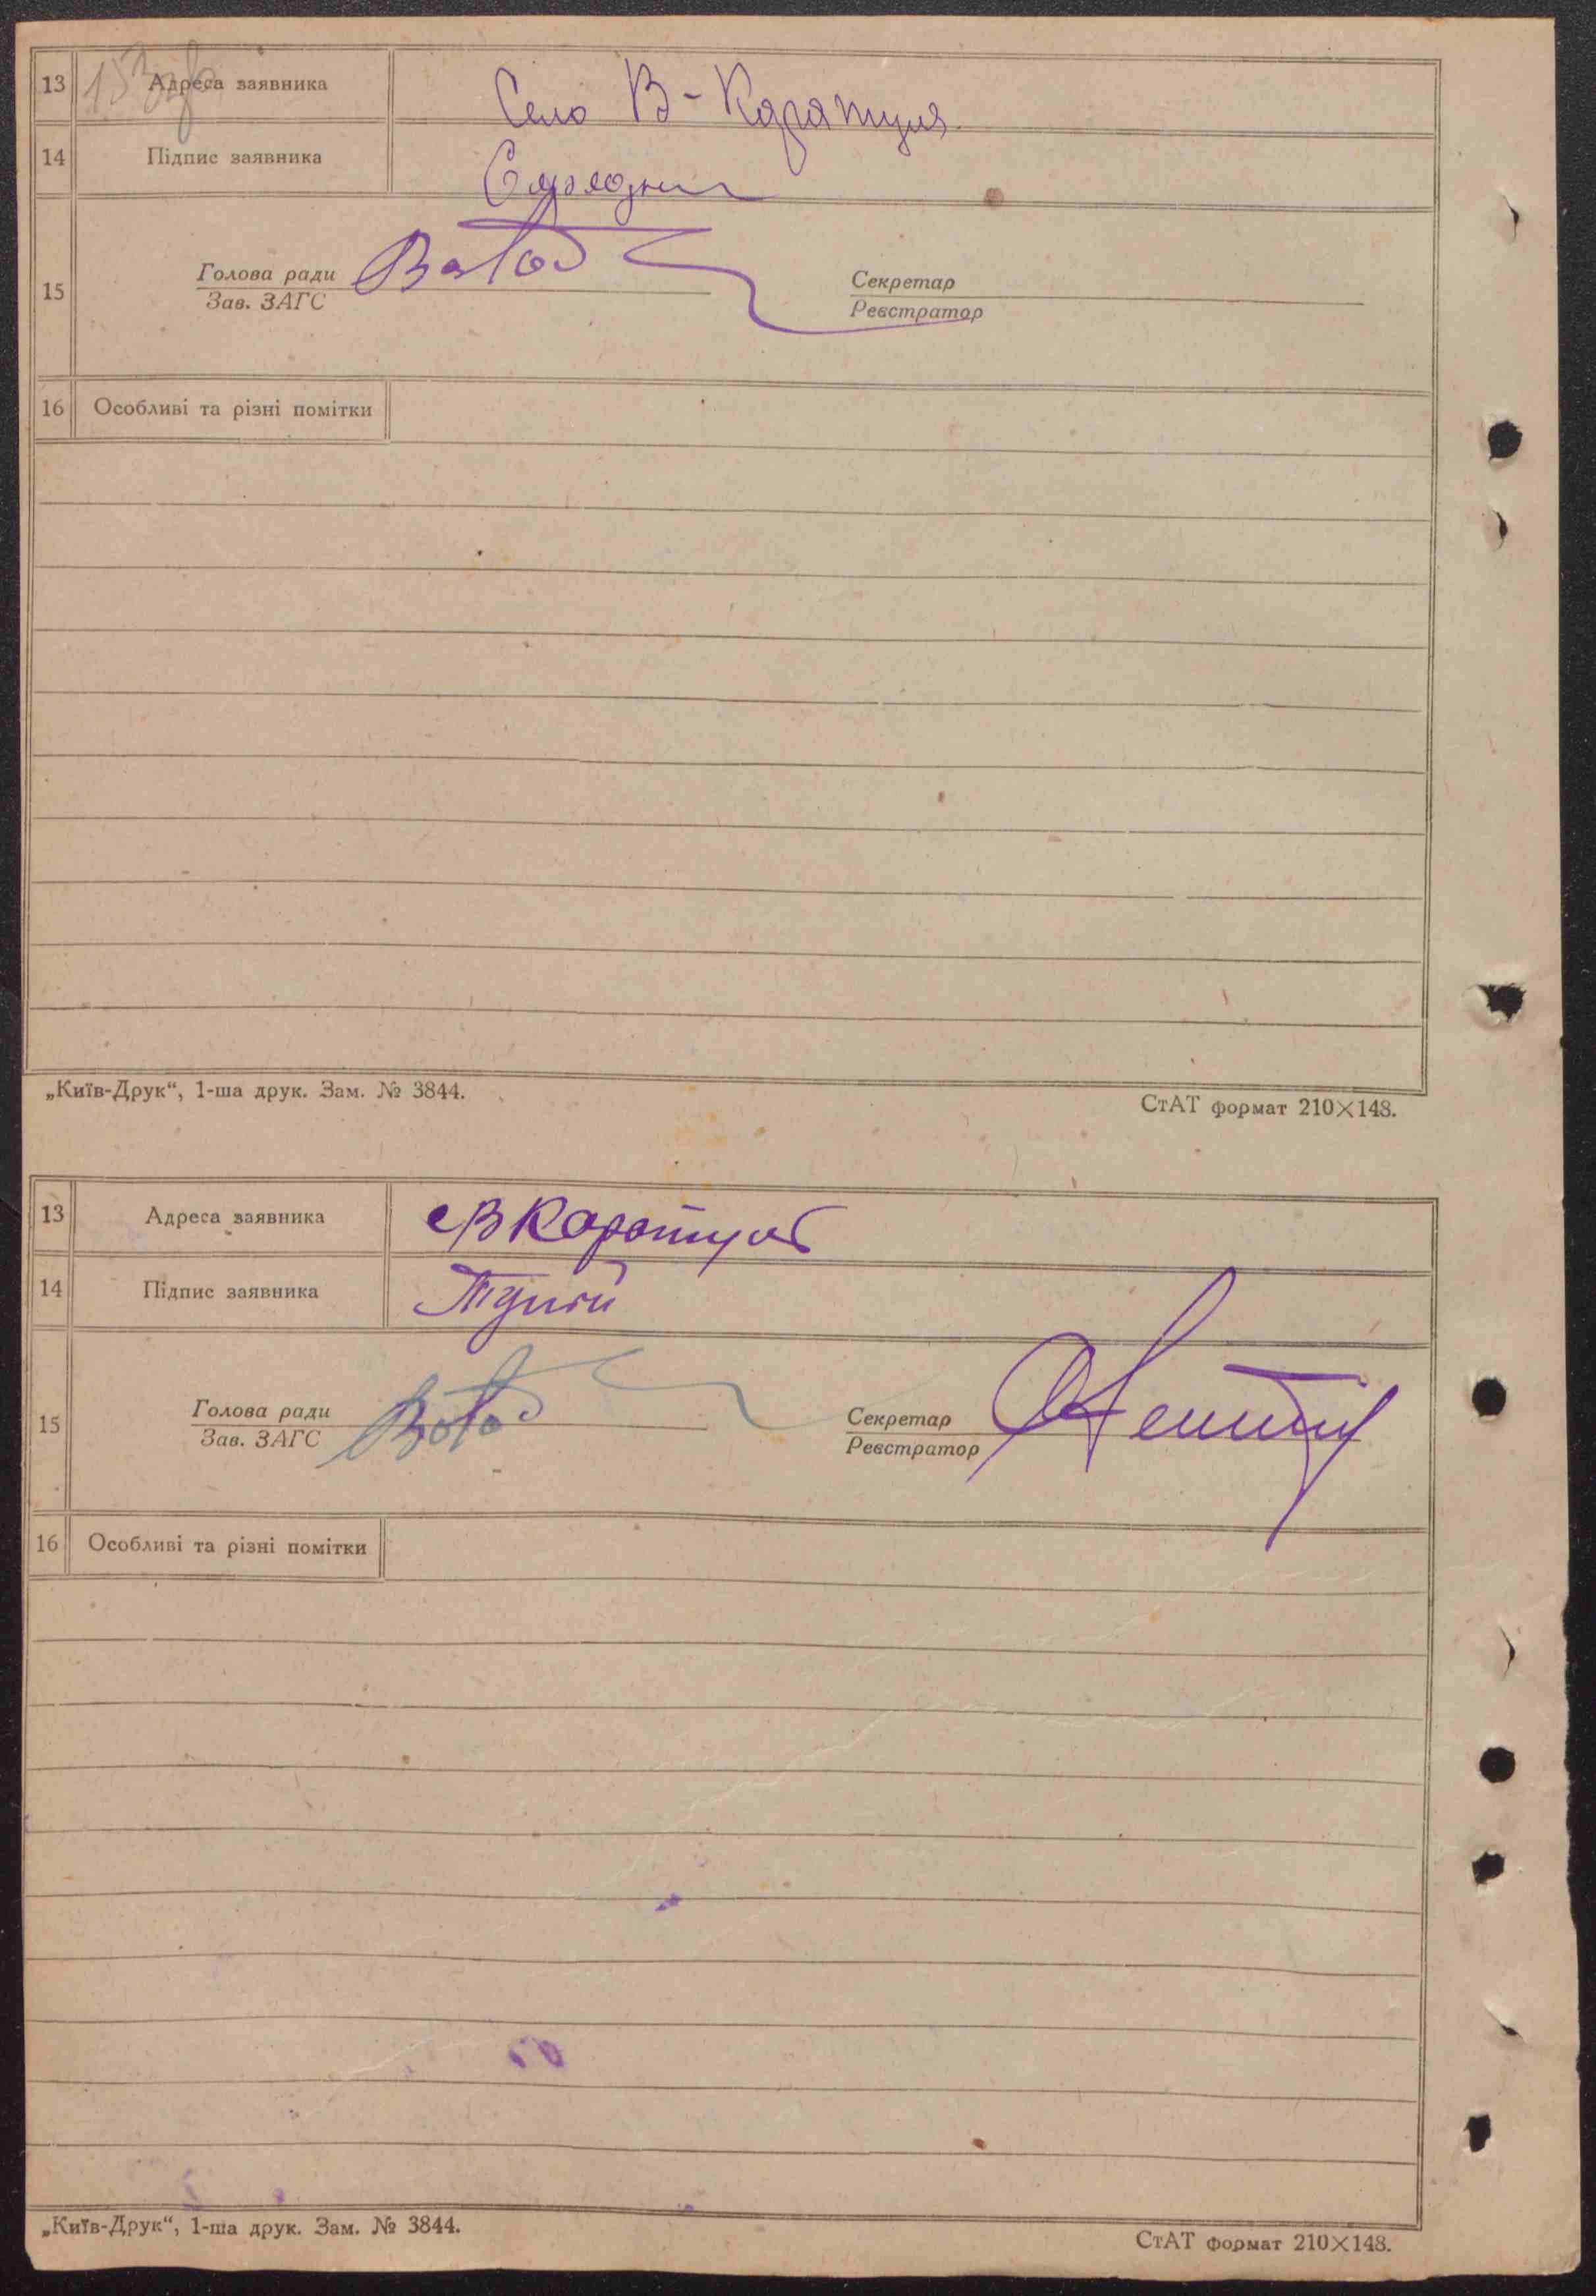 13 Адреса заявника Село В-Каратуля
14 Підпис заявника
Голова ради Секретар
15
Зав. ЗАГС Реєстратор
16 Особливі та різні помітки
„Київ-Друк“, 1-ша друк. Зам. № 3844. СтАТ формат 210×148.
13 Адреса заявника с В Каратуля
14 Підпис заявника
Голова ради Секретар
15
Зав. ЗАГС Реєстратор
16 Особливі та різні помітки
„Київ-Друк“, 1-ша друк. Зам. № 3844. СтАТ формат 210×148.